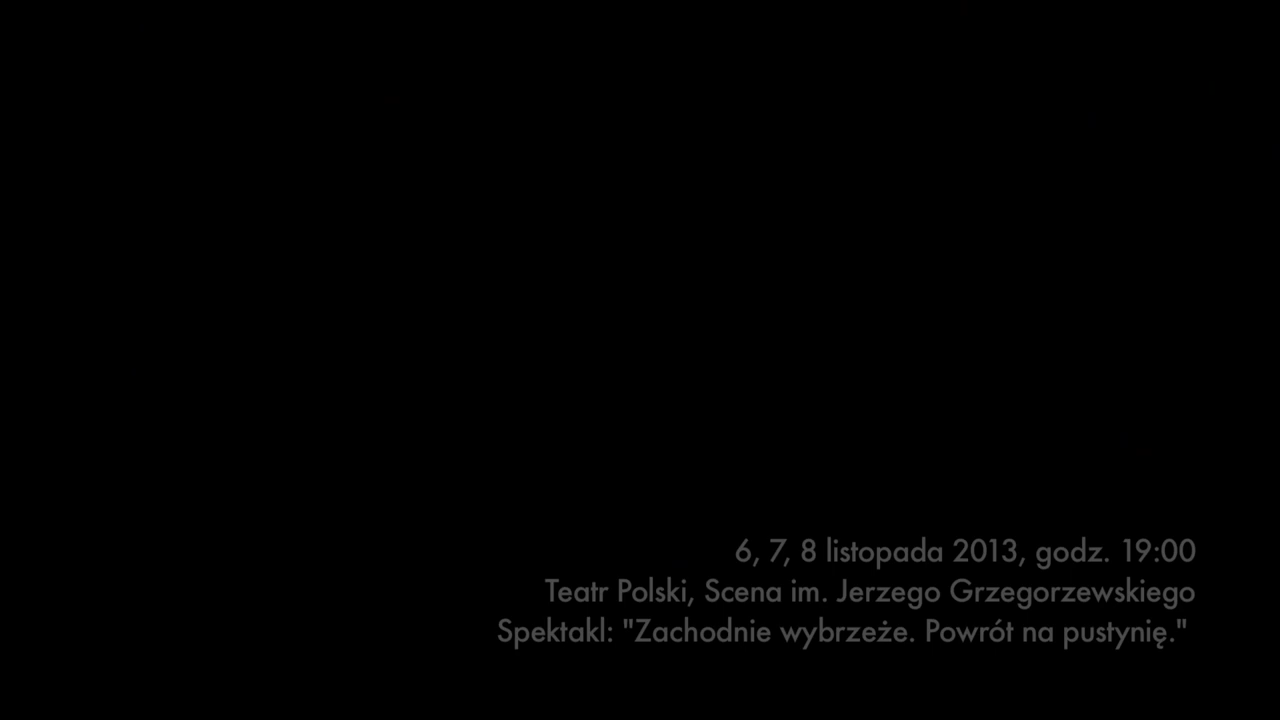 6, 7, 8 listopada 2013, godz. 19:00
Teatr Polski, Scena im. Jerzego Grzegorzewskiego
Spektakl: "Zachodnie wybrzeże. Powrót na pustynię."